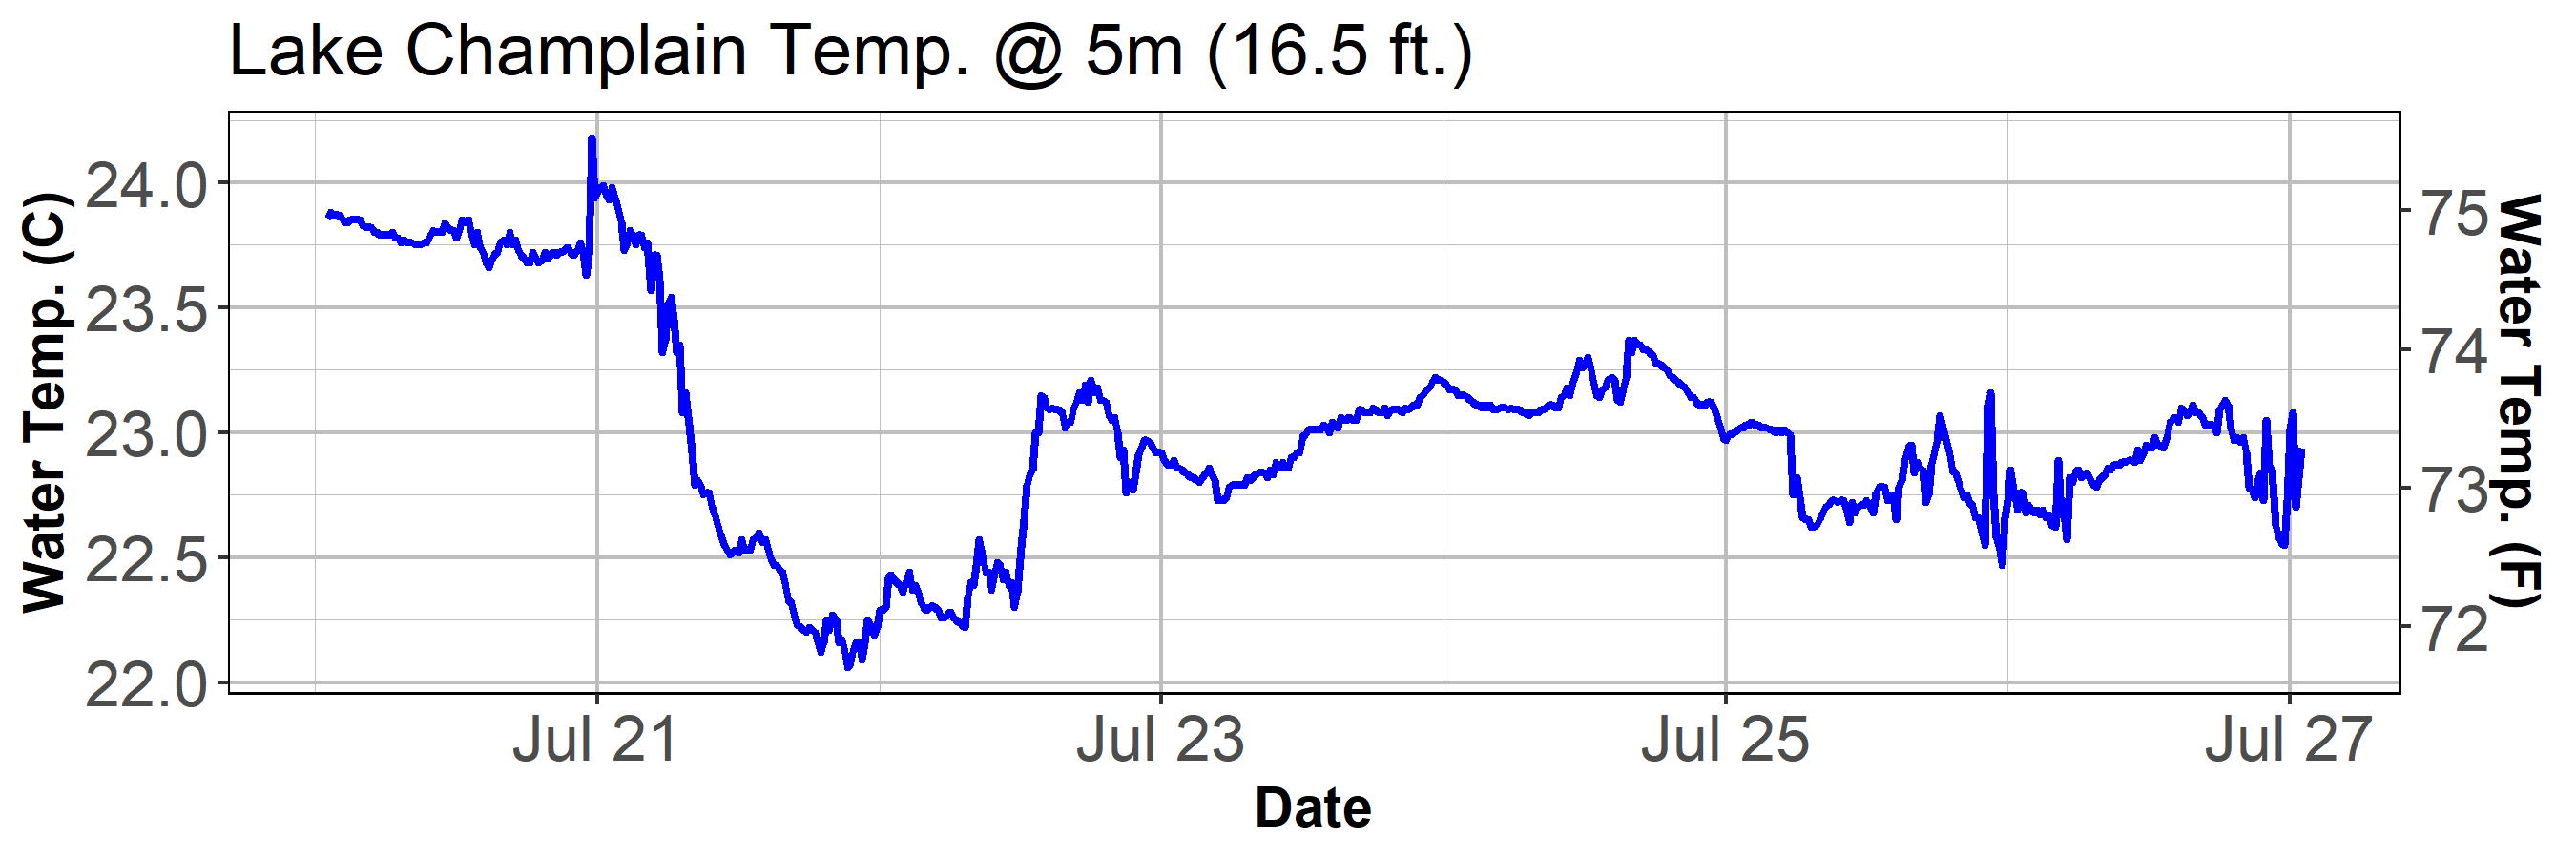 Lake Champlain Temp. @ 5m (16.5 ft.)
Water Temp. (C)
24.0
23.5
23.0
22.5
22.0
75
74
73
72
Water Temp. (F)
Jul 21 Jul 23 Jul 25 Jul 27
Date